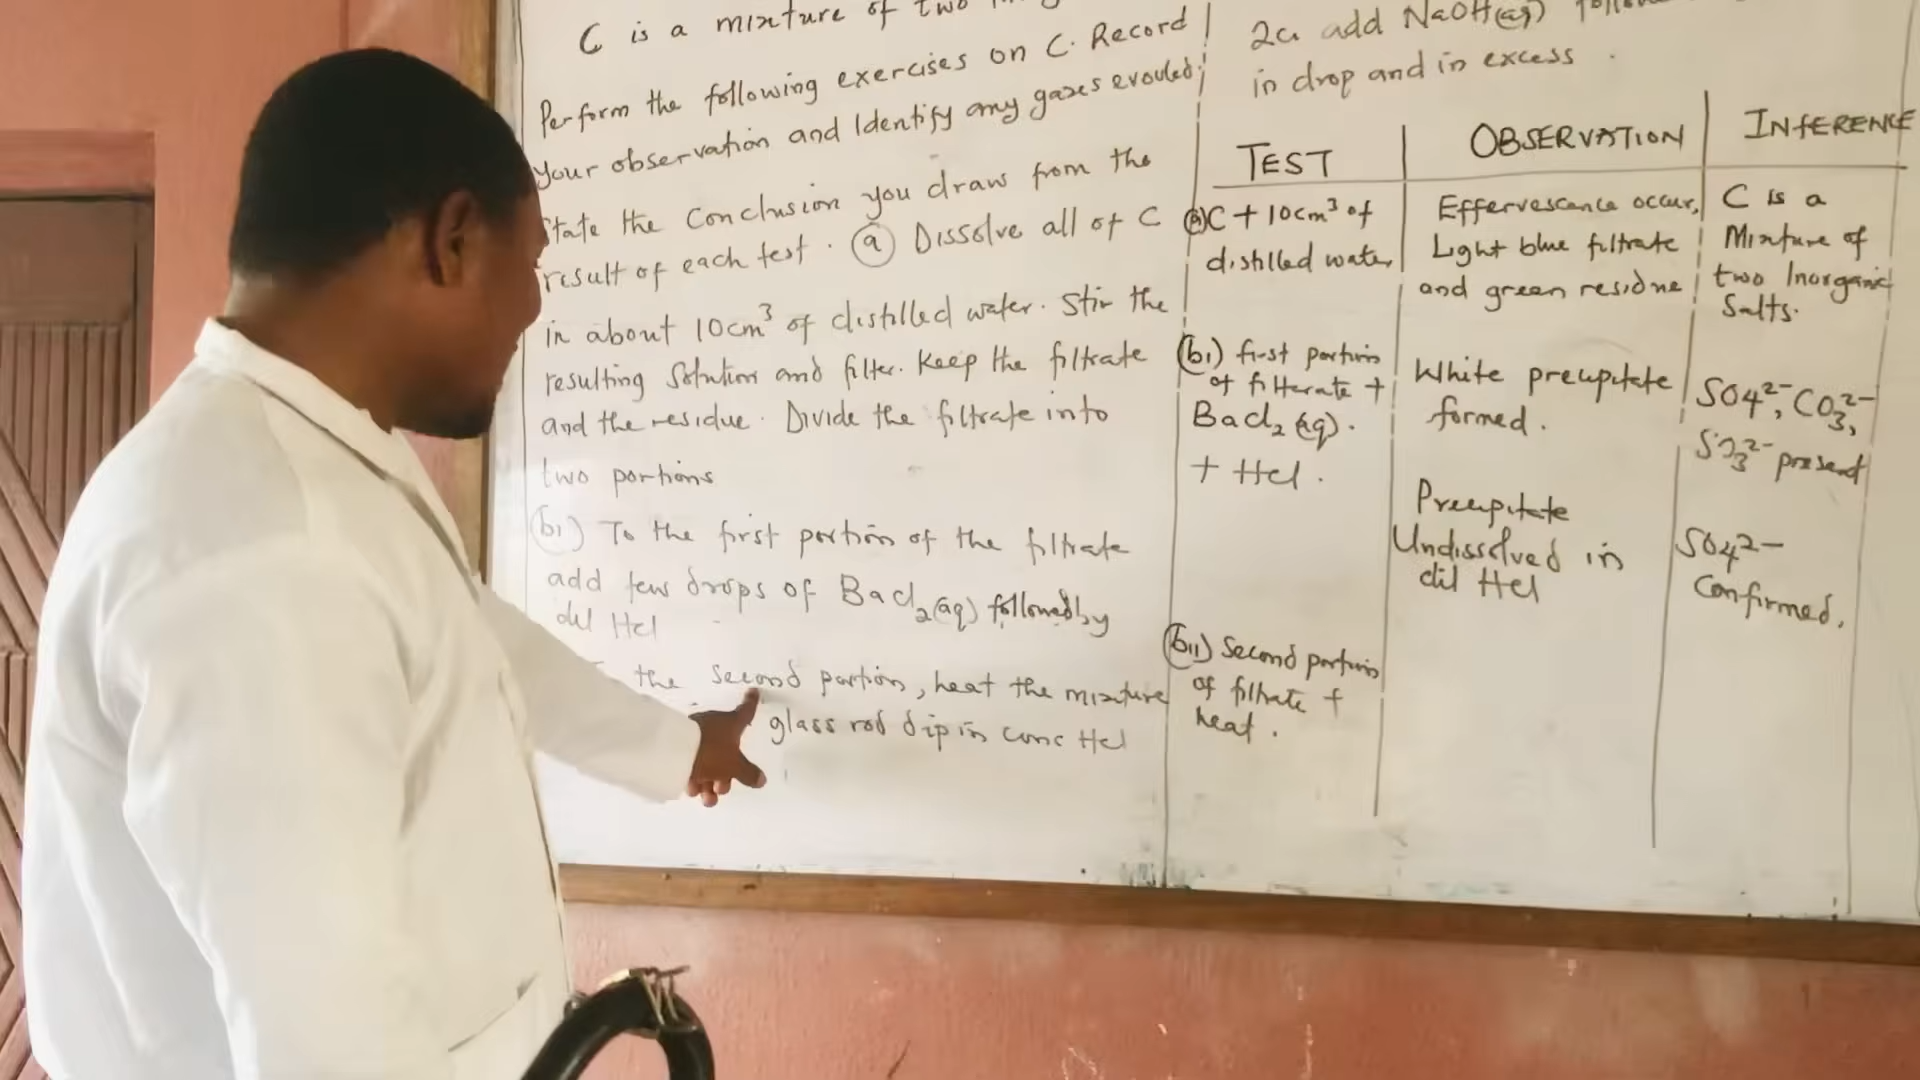 C is a mixture of two
Perform the following exercises on C. Record
your observation and Identify any gases evovled.
State the Conclusion you draws from the
result of each test. (a) Dissolve all of C
in about 10cm³ of distilled water. Stir the
resulting Solution and filter. Keep the filtrate
and the residue. Divide the filtrate into
two portions
(bi) To the first portion of the filtrate
add few drops of BaCl₂(aq) followed by
dil Hcl
the second portion, heat the mixture
glass rod dip in conc Hcl
2a add NaOH(aq)
in drop and in excess.
TEST
OBSERVATION
INFERENCE
(a) C + 10cm³ of
distilled water
Effervescence occur,
Light blue filtrate
and green residue
C is a
Mixture of
two Inorganic
Salts.
(bi) first portion
of filterate +
BaCl₂(aq).
+ Hcl.
White precipitate
formed.
Precipitate
Undissolved in
dil Hcl
SO4²⁻, CO₃²⁻,
SO₃²⁻ present
SO4²⁻
Confirmed.
(bii) Second portion
of filtrate +
heat.